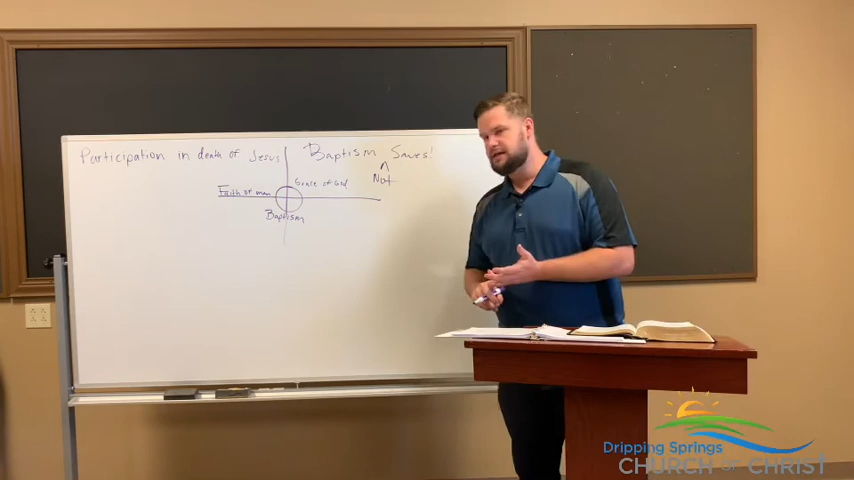 Participation in death of Jesus
Baptism Saves!
^
Not
Faith of man
Grace of God
Baptism
Dripping Springs
CHURCH OF CHRIST